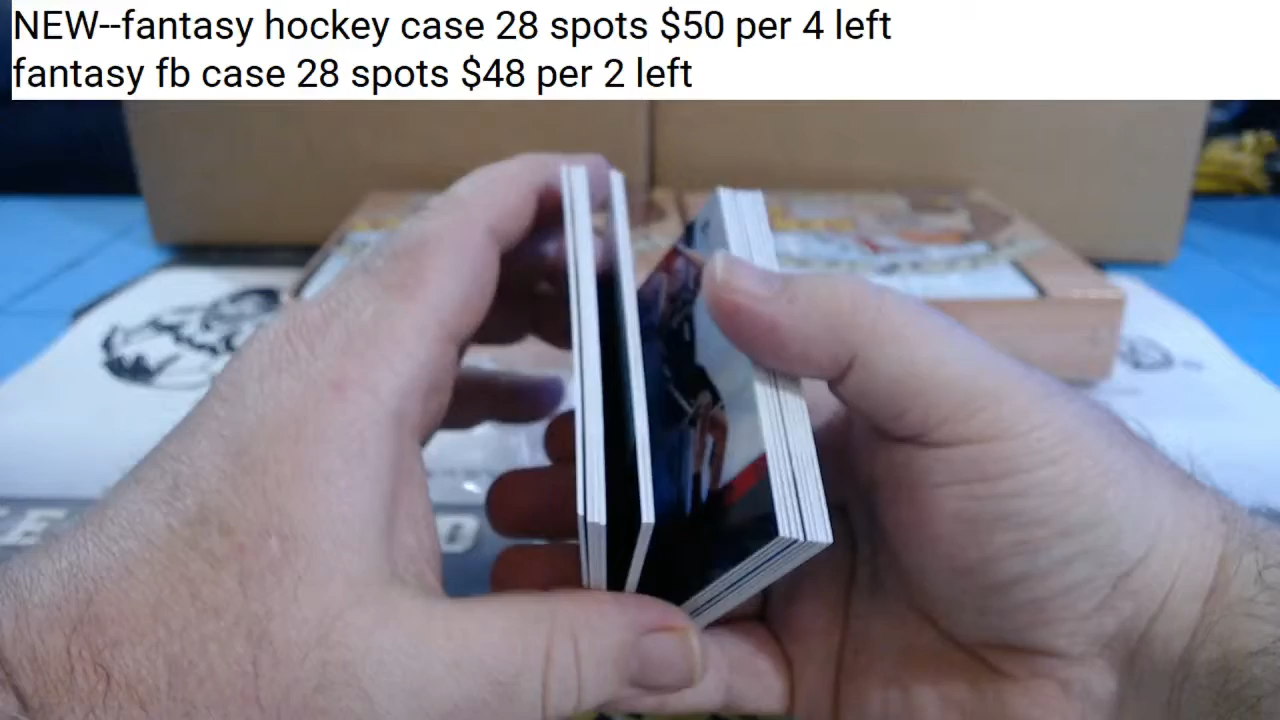 NEW--fantasy hockey case 28 spots $50 per 4 left
fantasy fb case 28 spots $48 per 2 left